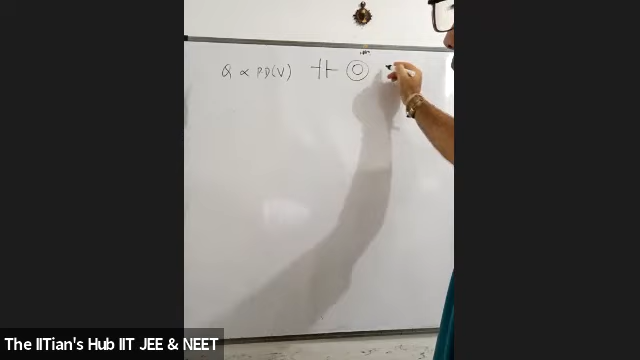 Q ∝ PD(V)
The IITian's Hub IIT JEE & NEET